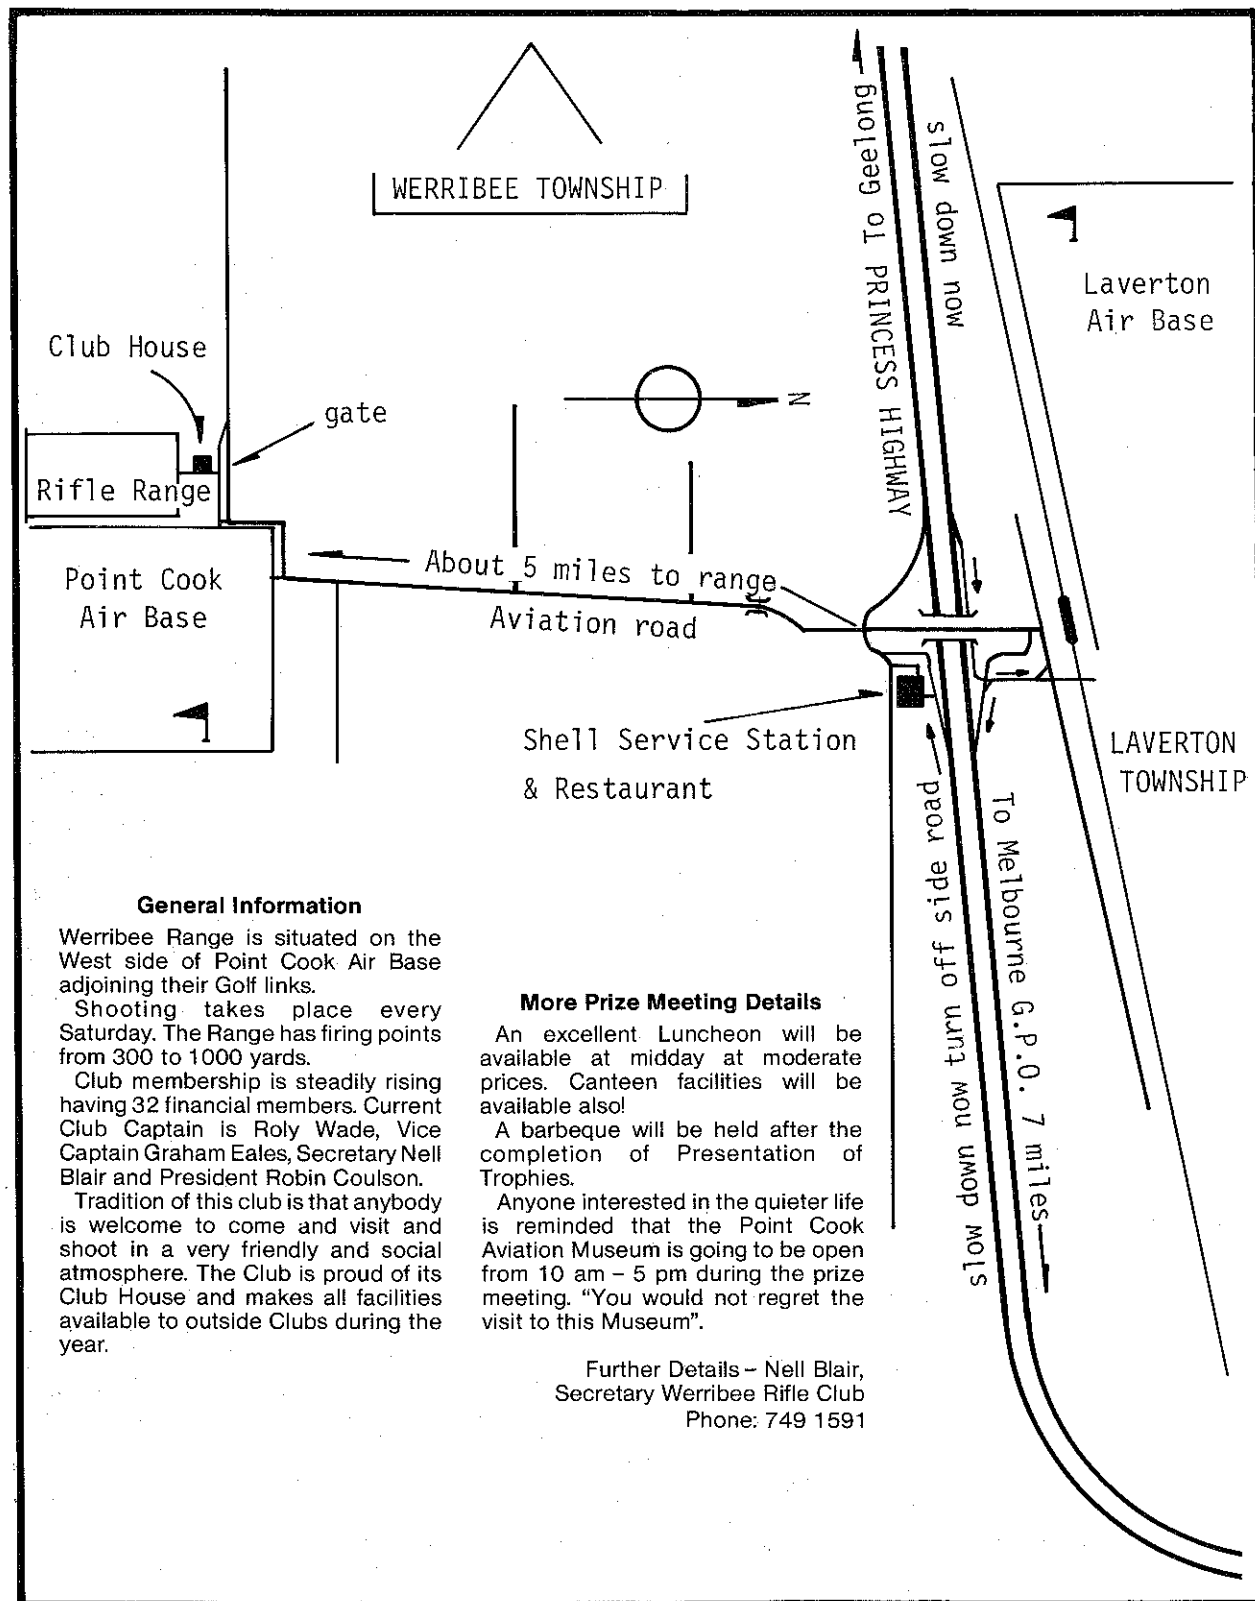 WERRIBEE TOWNSHIP
To Geelong
To PRINCESS HIGHWAY
slow down now
Laverton
Air Base
Club House
gate
N
Rifle Range
About 5 miles to range
Point Cook
Air Base
Aviation road
Shell Service Station
& Restaurant
LAVERTON
TOWNSHIP
slow down now turn off side road
To Melbourne G.P.O. 7 miles
General Information
Werribee Range is situated on the
West side of Point Cook Air Base
adjoining their Golf links.
Shooting takes place every
Saturday. The Range has firing points
from 300 to 1000 yards.
Club membership is steadily rising
having 32 financial members. Current
Club Captain is Roly Wade, Vice
Captain Graham Eales, Secretary Nell
Blair and President Robin Coulson.
Tradition of this club is that anybody
is welcome to come and visit and
shoot in a very friendly and social
atmosphere. The Club is proud of its
Club House and makes all facilities
available to outside Clubs during the
year.
More Prize Meeting Details
An excellent Luncheon will be
available at midday at moderate
prices. Canteen facilities will be
available also!
A barbeque will be held after the
completion of Presentation of
Trophies.
Anyone interested in the quieter life
is reminded that the Point Cook
Aviation Museum is going to be open
from 10 am – 5 pm during the prize
meeting. “You would not regret the
visit to this Museum”.
Further Details – Nell Blair,
Secretary Werribee Rifle Club
Phone: 749 1591